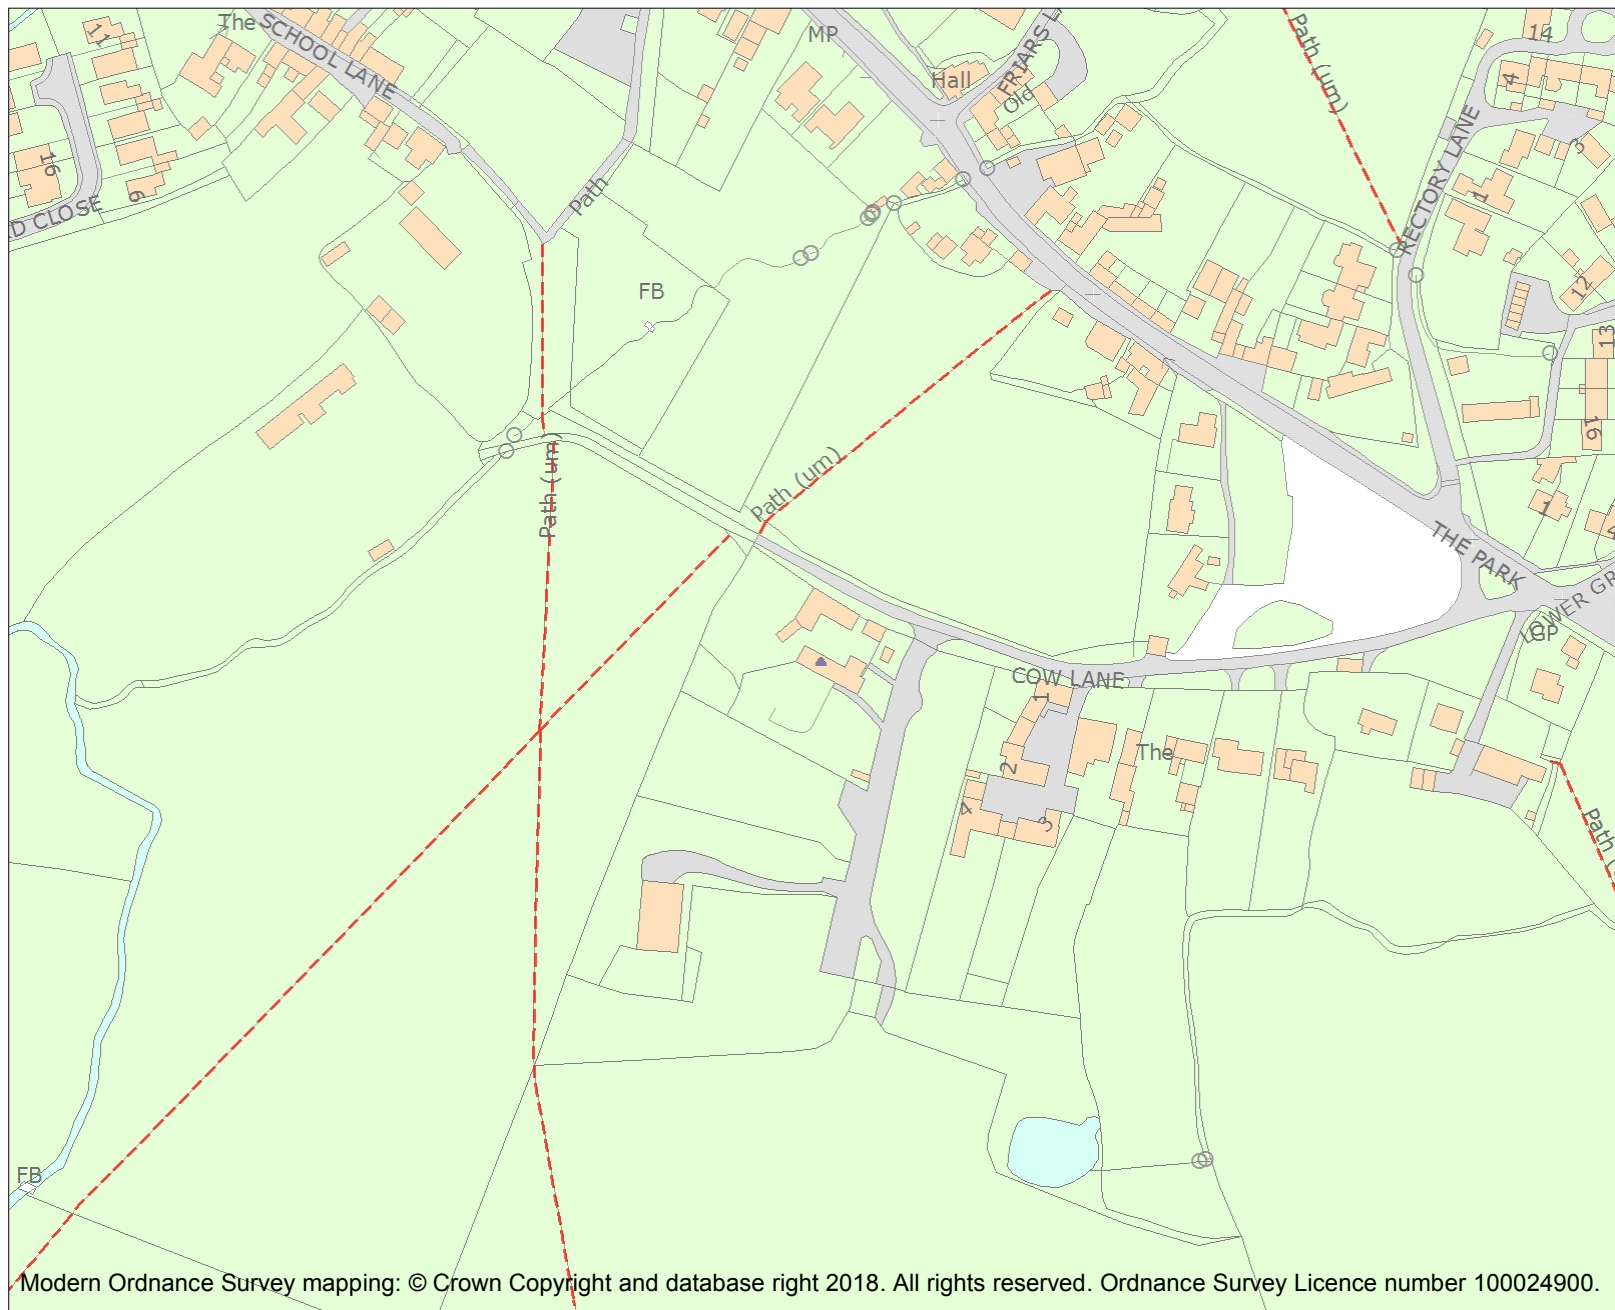 The
SCHOOL LANE
11
16
6
RD CLOSE
Path
MP
Hall
FRIARS L
Old
Path (um)
14
4
3
RECTORY LANE
1
12
13
16
FB
Path (um)
Path (um)
1
4
THE PARK
LOWER GR
GP
COW LANE
1
2
The
4
3
Path (
FB
Modern Ordnance Survey mapping: © Crown Copyright and database right 2018. All rights reserved. Ordnance Survey Licence number 100024900.